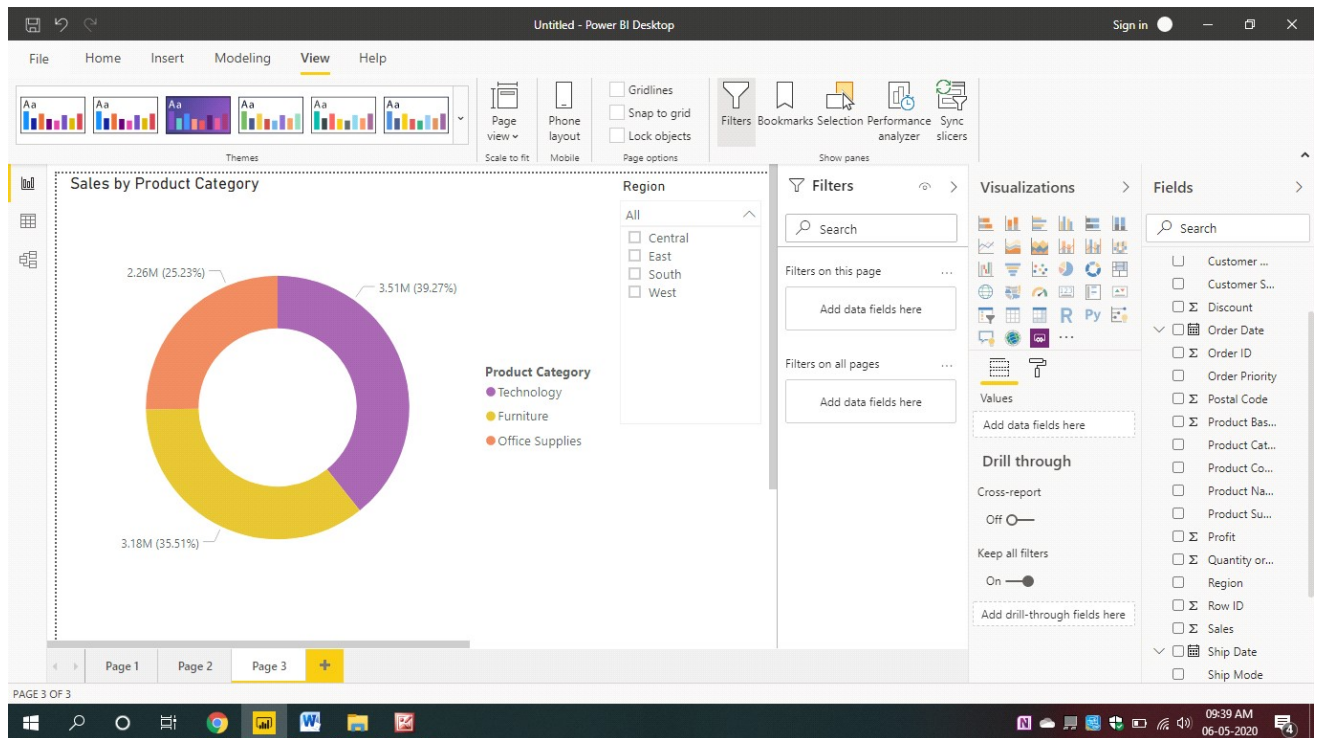 Untitled - Power BI Desktop
Sign in
File Home Insert Modeling View Help
Aa Aa Aa Aa Aa Aa
Themes
Page view
Scale to fit
Phone layout
Mobile
Gridlines
Snap to grid
Lock objects
Page options
Filters Bookmarks Selection Performance analyzer Sync slicers
Show panes
Sales by Product Category
2.26M (25.23%)
3.51M (39.27%)
3.18M (35.51%)
Product Category
Technology
Furniture
Office Supplies
Region
All
Central
East
South
West
Filters
Search
Filters on this page ...
Add data fields here
Filters on all pages ...
Add data fields here
Visualizations
R Py
...
Values
Add data fields here
Drill through
Cross-report
Off
Keep all filters
On
Add drill-through fields here
Fields
Search
Customer ...
Customer S...
Σ Discount
Order Date
Σ Order ID
Order Priority
Σ Postal Code
Σ Product Bas...
Product Cat...
Product Co...
Product Na...
Product Su...
Σ Profit
Σ Quantity or...
Region
Σ Row ID
Σ Sales
Ship Date
Ship Mode
Page 1 Page 2 Page 3 +
PAGE 3 OF 3
W
N
09:39 AM
06-05-2020
4